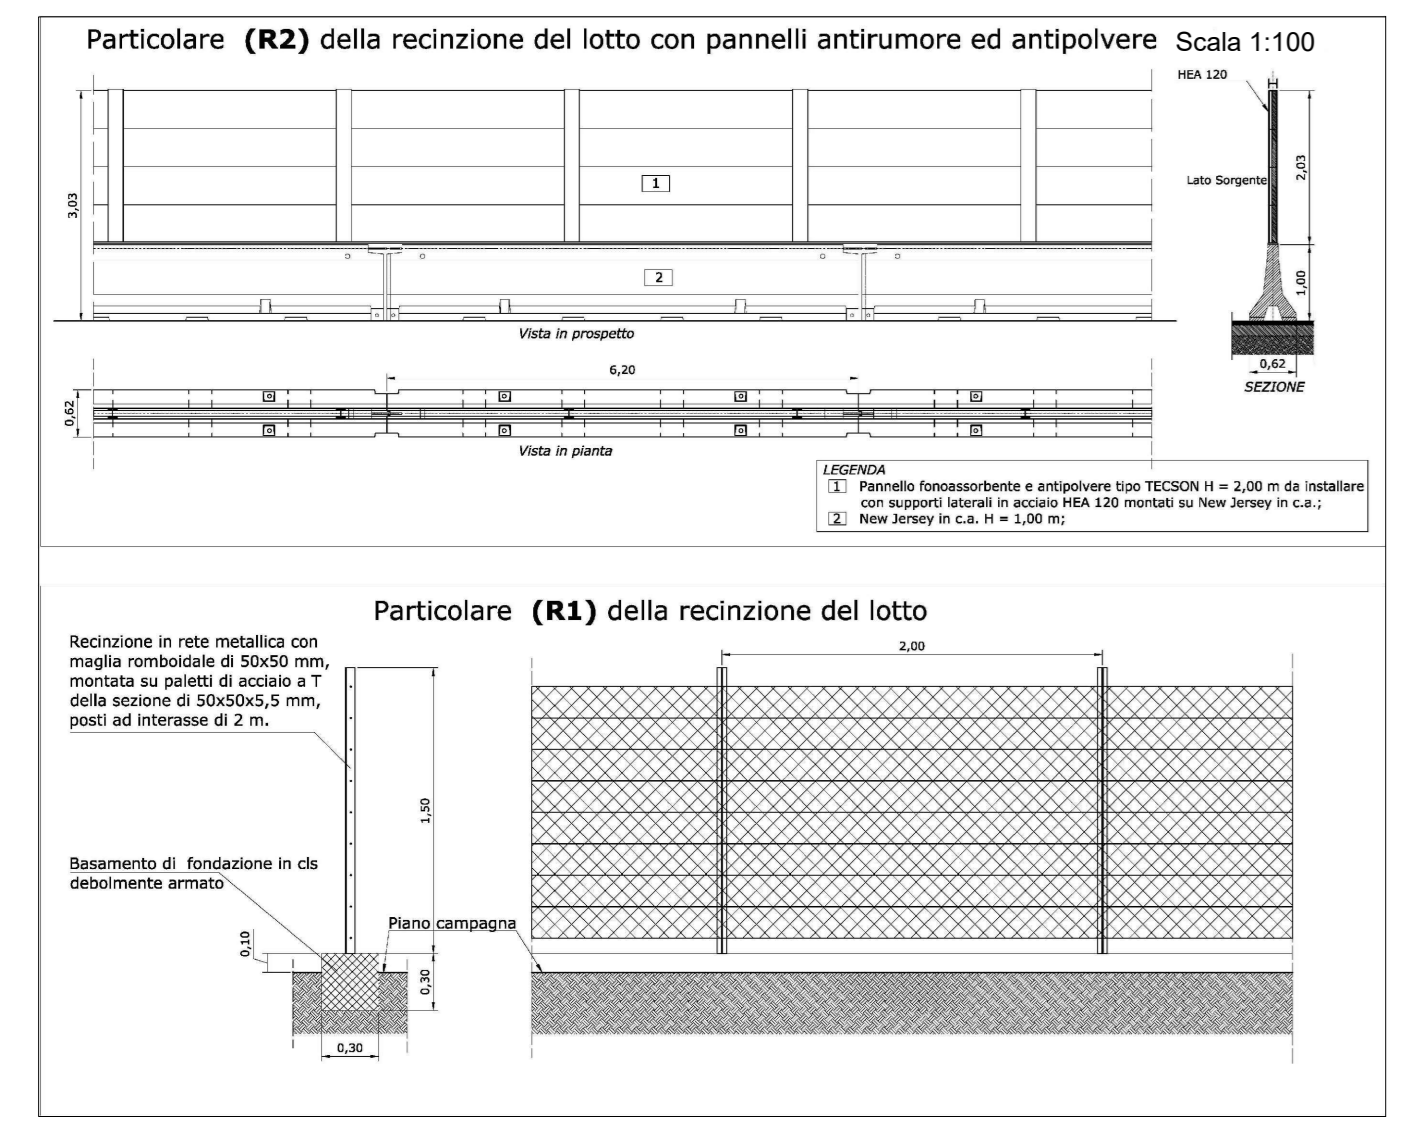 Particolare (R2) della recinzione del lotto con pannelli antirumore ed antipolvere Scala 1:100
HEA 120
3,03
1
Lato Sorgente
2,03
2
1,00
Vista in prospetto
0,62
SEZIONE
6,20
0,62
Vista in pianta
LEGENDA
1 Pannello fonoassorbente e antipolvere tipo TECSON H = 2,00 m da installare
con supporti laterali in acciaio HEA 120 montati su New Jersey in c.a.;
2 New Jersey in c.a. H = 1,00 m;
Particolare (R1) della recinzione del lotto
Recinzione in rete metallica con
maglia romboidale di 50x50 mm,
montata su paletti di acciaio a T
della sezione di 50x50x5,5 mm,
posti ad interasse di 2 m.
2,00
1,50
Basamento di fondazione in cls
debolmente armato
Piano campagna
0,10
0,30
0,30